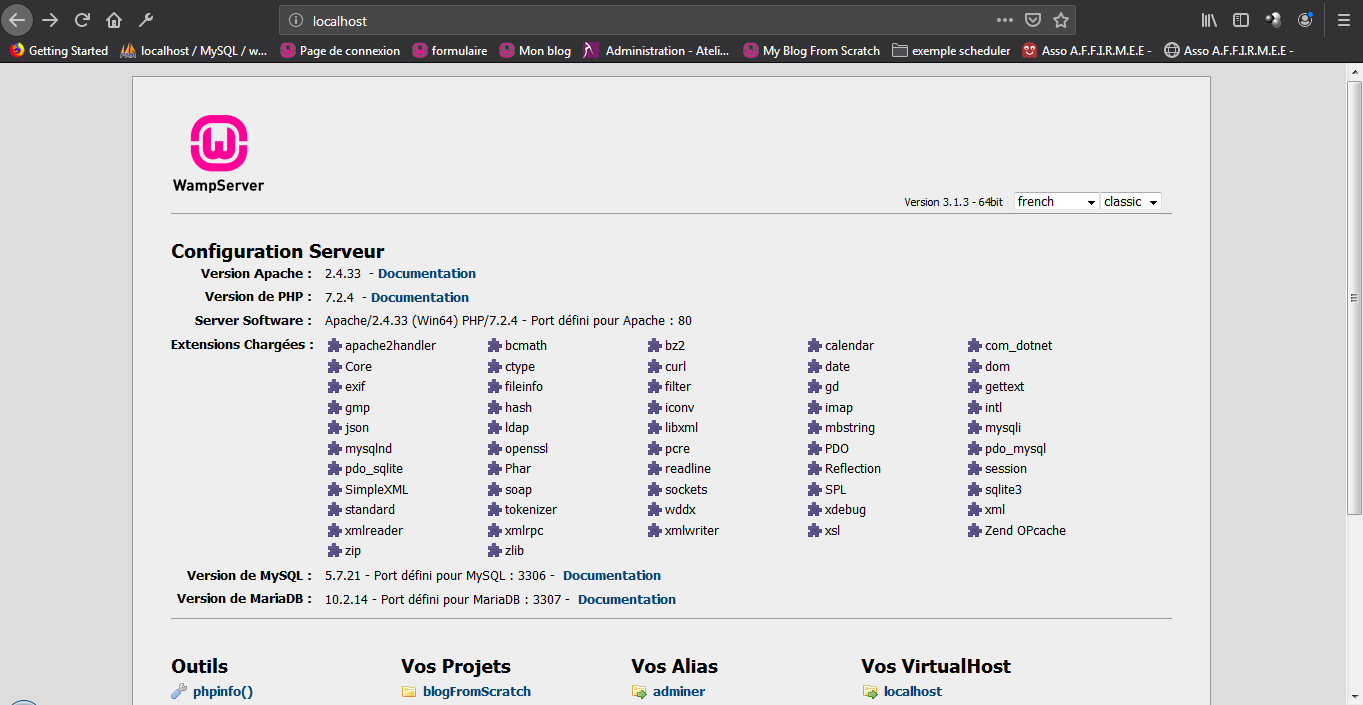 localhost
Getting Started localhost / MySQL / w... Page de connexion formulaire Mon blog Administration - Ateli... My Blog From Scratch exemple scheduler Asso A.F.F.I.R.M.E.E - Asso A.F.F.I.R.M.E.E -
WampServer
Version 3.1.3 - 64bit french classic
Configuration Serveur
Version Apache : 2.4.33 - Documentation
Version de PHP : 7.2.4 - Documentation
Server Software : Apache/2.4.33 (Win64) PHP/7.2.4 - Port défini pour Apache : 80
Extensions Chargées : apache2handler bcmath bz2 calendar com_dotnet
Core ctype curl date dom
exif fileinfo filter gd gettext
gmp hash iconv imap intl
json ldap libxml mbstring mysqli
mysqlnd openssl pcre PDO pdo_mysql
pdo_sqlite Phar readline Reflection session
SimpleXML soap sockets SPL sqlite3
standard tokenizer wddx xdebug xml
xmlreader xmlrpc xmlwriter xsl Zend OPcache
zip zlib
Version de MySQL : 5.7.21 - Port défini pour MySQL : 3306 - Documentation
Version de MariaDB : 10.2.14 - Port défini pour MariaDB : 3307 - Documentation
Outils Vos Projets Vos Alias Vos VirtualHost
phpinfo() blogFromScratch adminer localhost